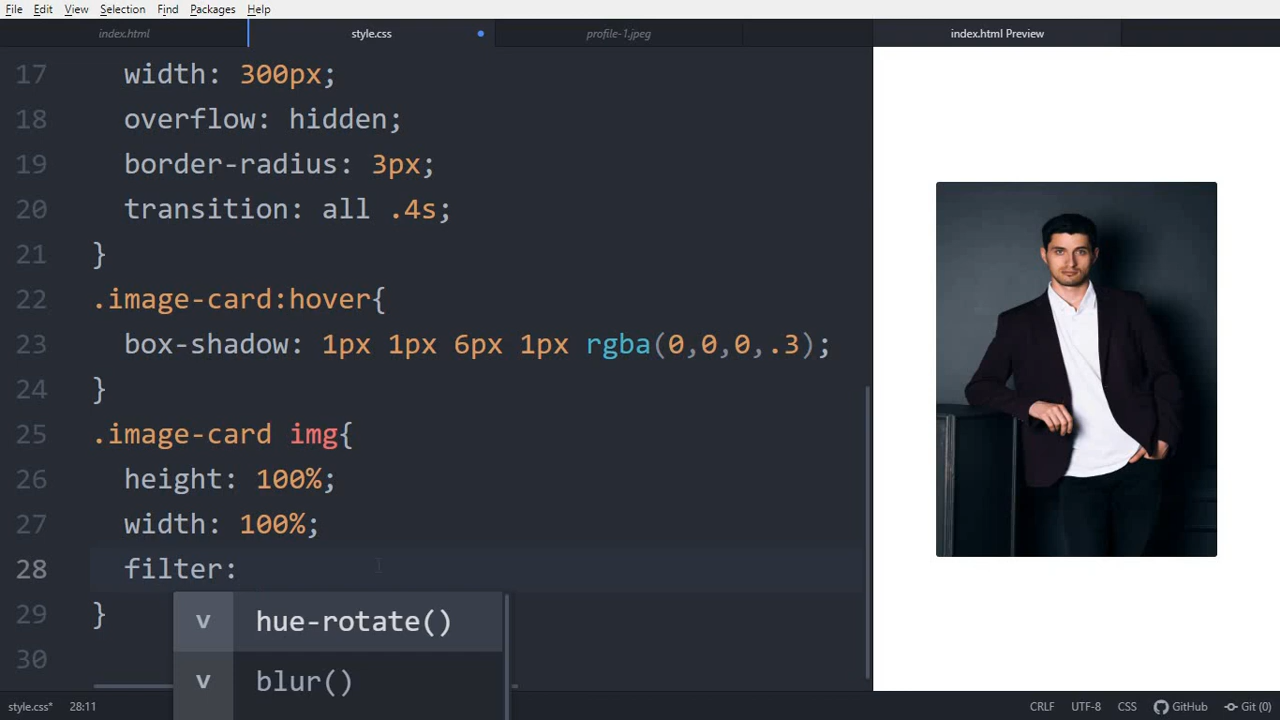 File Edit View Selection Find Packages Help
index.html style.css profile-1.jpeg index.html Preview
17 width: 300px;
18 overflow: hidden;
19 border-radius: 3px;
20 transition: all .4s;
21 }
22 .image-card:hover{
23 box-shadow: 1px 1px 6px 1px rgba(0,0,0,.3);
24 }
25 .image-card img{
26 height: 100%;
27 width: 100%;
28 filter:
29 }
v hue-rotate()
30
v blur()
style.css* 28:11 CRLF UTF-8 CSS GitHub Git (0)